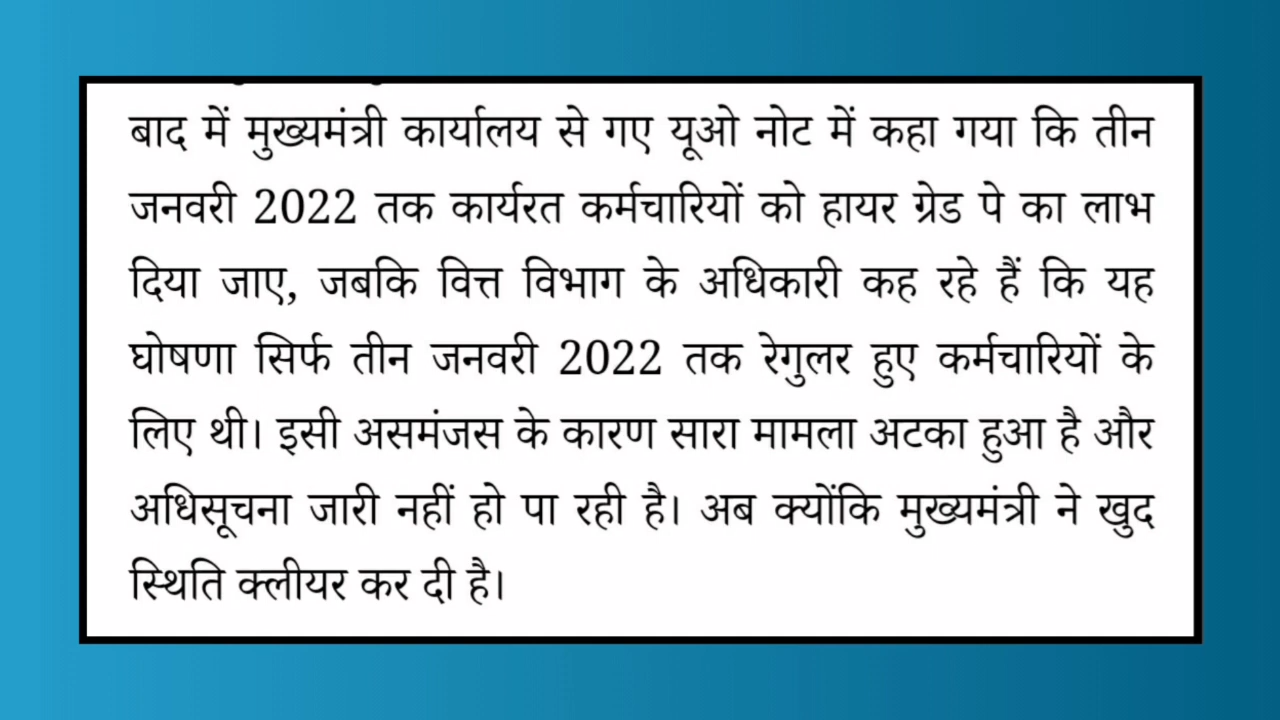 बाद में मुख्यमंत्री कार्यालय से गए यूओ नोट में कहा गया कि तीन
जनवरी 2022 तक कार्यरत कर्मचारियों को हायर ग्रेड पे का लाभ
दिया जाए, जबकि वित्त विभाग के अधिकारी कह रहे हैं कि यह
घोषणा सिर्फ तीन जनवरी 2022 तक रेगुलर हुए कर्मचारियों के
लिए थी। इसी असमंजस के कारण सारा मामला अटका हुआ है और
अधिसूचना जारी नहीं हो पा रही है। अब क्योंकि मुख्यमंत्री ने खुद
स्थिति क्लीयर कर दी है।